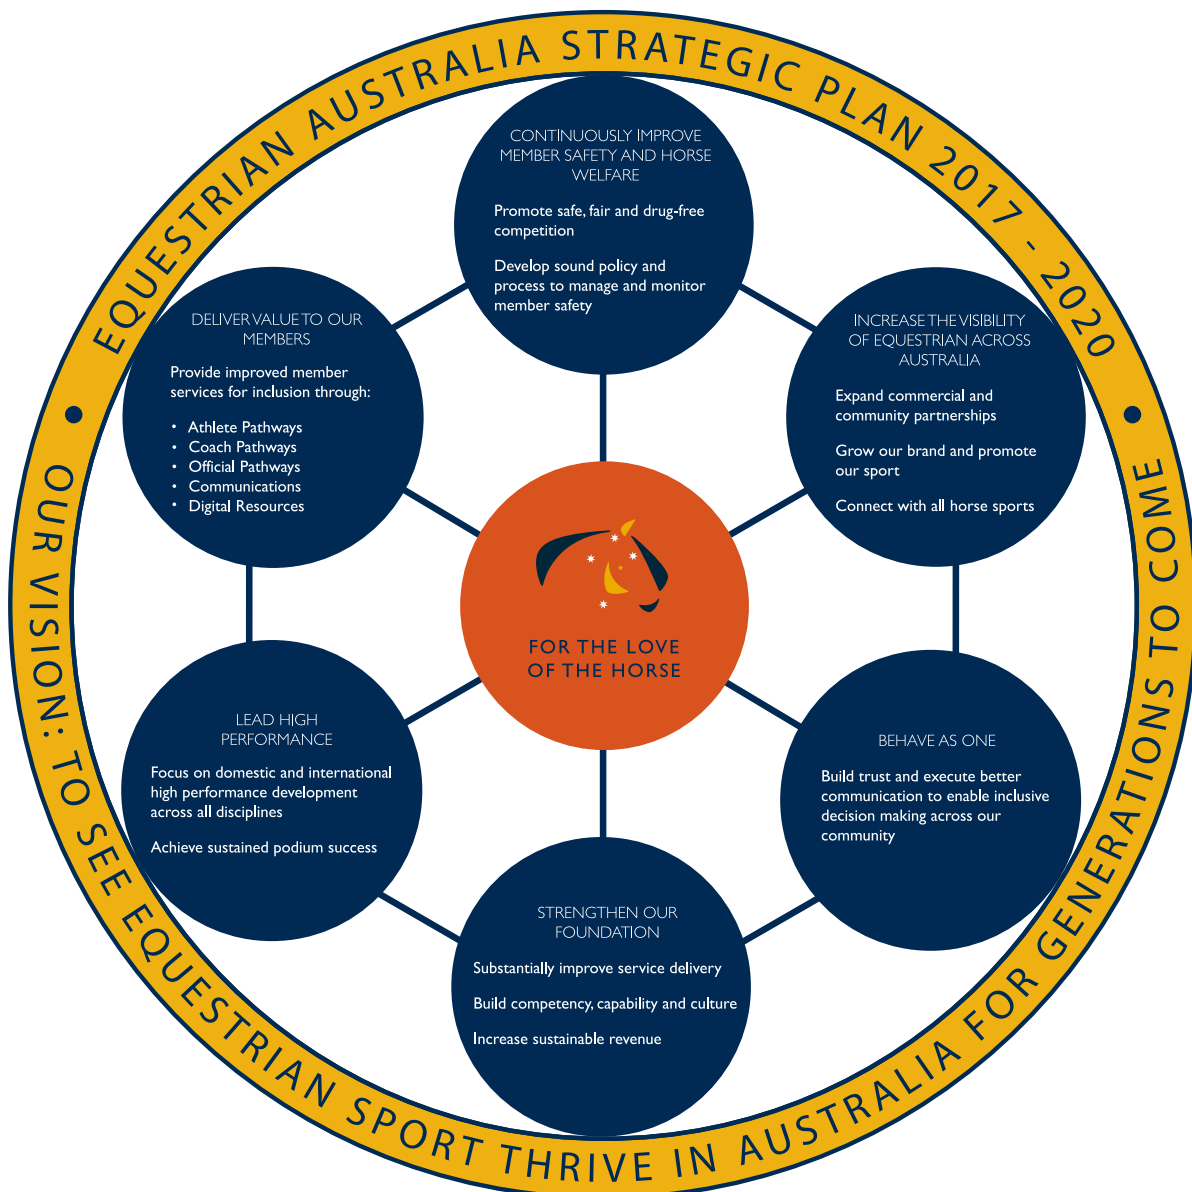 EQUESTRIAN AUSTRALIA STRATEGIC PLAN 2017 - 2020
CONTINUOUSLY IMPROVE
MEMBER SAFETY AND HORSE
WELFARE
Promote safe, fair and drug-free
competition
Develop sound policy and
process to manage and monitor
member safety
INCREASE THE VISIBILITY
OF EQUESTRIAN ACROSS
AUSTRALIA
Expand commercial and
community partnerships
Grow our brand and promote
our sport
Connect with all horse sports
BEHAVE AS ONE
Build trust and execute better
communication to enable inclusive
decision making across our
community
STRENGTHEN OUR
FOUNDATION
Substantially improve service delivery
Build competency, capability and culture
Increase sustainable revenue
LEAD HIGH
PERFORMANCE
Focus on domestic and international
high performance development
across all disciplines
Achieve sustained podium success
DELIVER VALUE TO OUR
MEMBERS
Provide improved member
services for inclusion through:
• Athlete Pathways
• Coach Pathways
• Official Pathways
• Communications
• Digital Resources
FOR THE LOVE
OF THE HORSE
• OUR VISION: TO SEE EQUESTRIAN SPORT THRIVE IN AUSTRALIA FOR GENERATIONS TO COME •